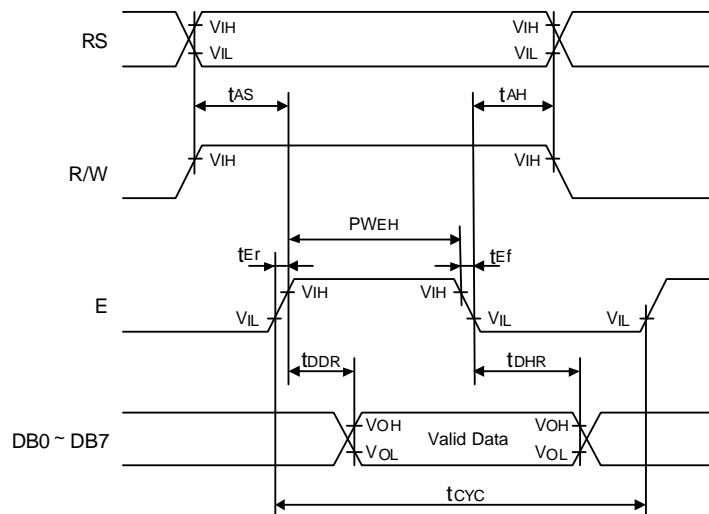 RS
VIH
VIH
VIL
VIL
tAS
tAH
R/W
VIH
VIH
PWEH
tEr
tEf
E
VIH
VIH
VIL
VIL
VIL
tDDR
tDHR
DB0 ~ DB7
VOH
VOL
Valid Data
VOH
VOL
tCYC